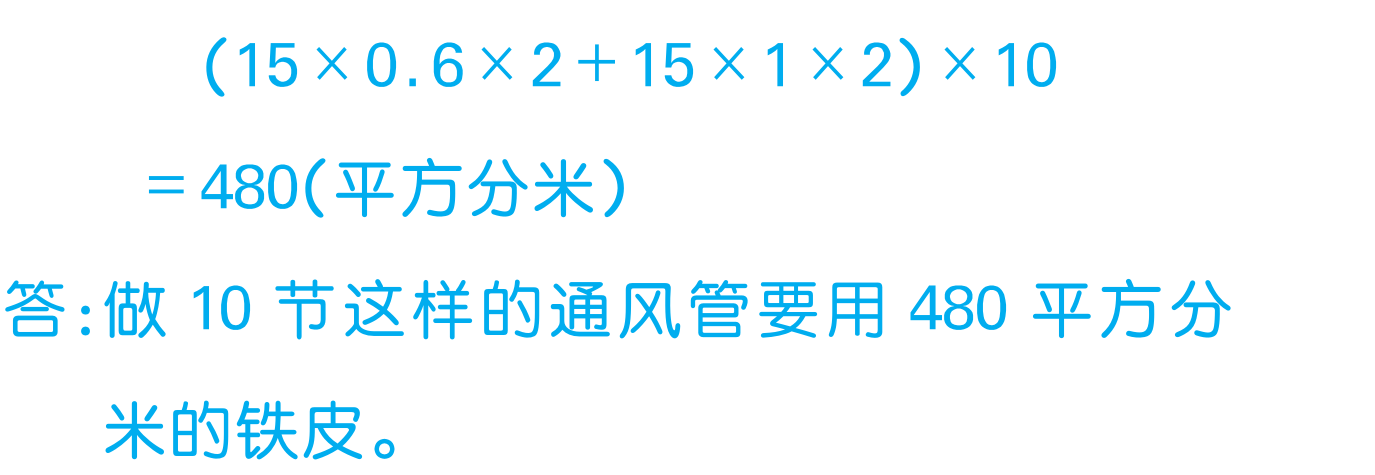 (15×0.6×2+15×1×2)×10
=480(平方分米)
答:做 10 节这样的通风管要用 480 平方分
米的铁皮。